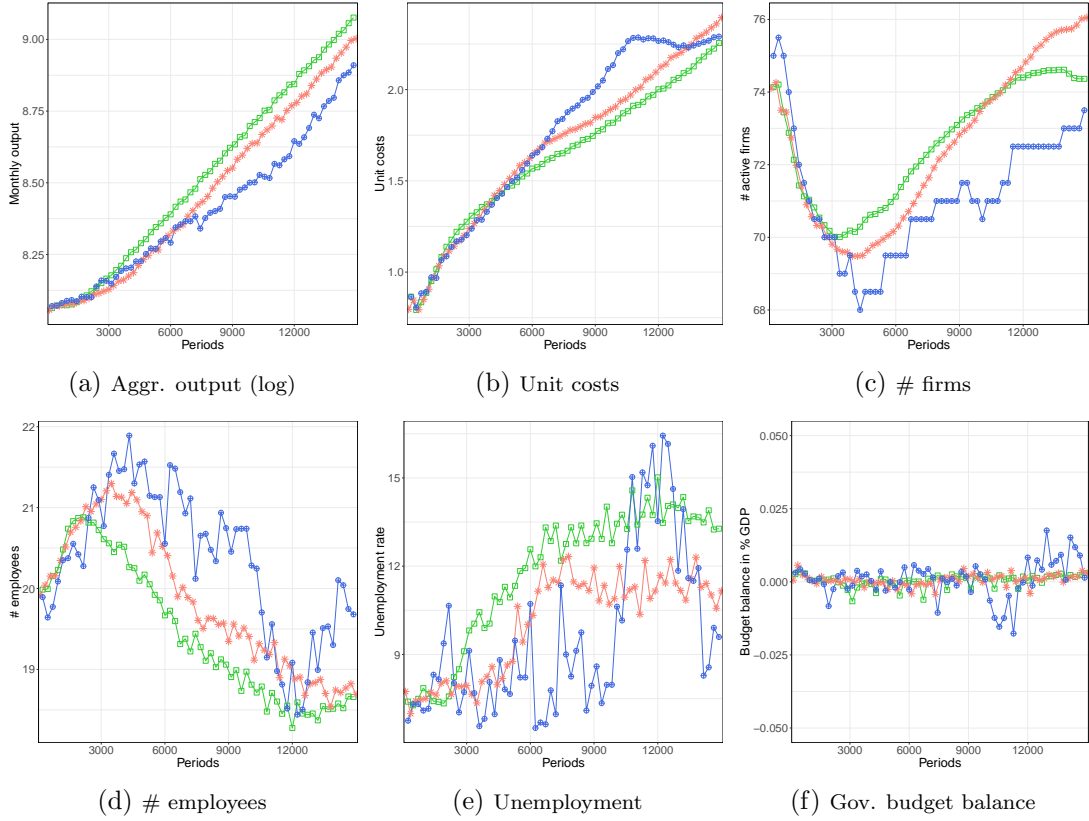 Monthly output
9.00
8.75
8.50
8.25
3000 6000 9000 12000
Periods
(a) Aggr. output (log)
Unit costs
2.0
1.5
1.0
3000 6000 9000 12000
Periods
(b) Unit costs
# active firms
76
74
72
70
68
3000 6000 9000 12000
Periods
(c) # firms
# employees
22
21
20
19
3000 6000 9000 12000
Periods
(d) # employees
Unemployment rate
15
12
9
3000 6000 9000 12000
Periods
(e) Unemployment
Budget balance in % GDP
0.050
0.025
0.000
−0.025
−0.050
3000 6000 9000 12000
Periods
(f) Gov. budget balance